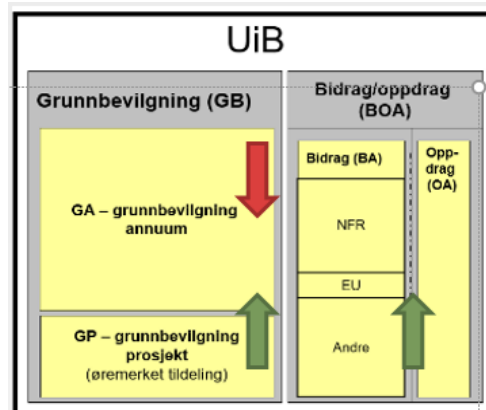 UiB
Grunnbevilgning (GB)
GA – grunnbevilgning
annuum
GP – grunnbevilgning
prosjekt
(øremerket tildeling)
Bidrag/oppdrag
(BOA)
Bidrag (BA)
NFR
EU
Andre
Opp-
drag
(OA)